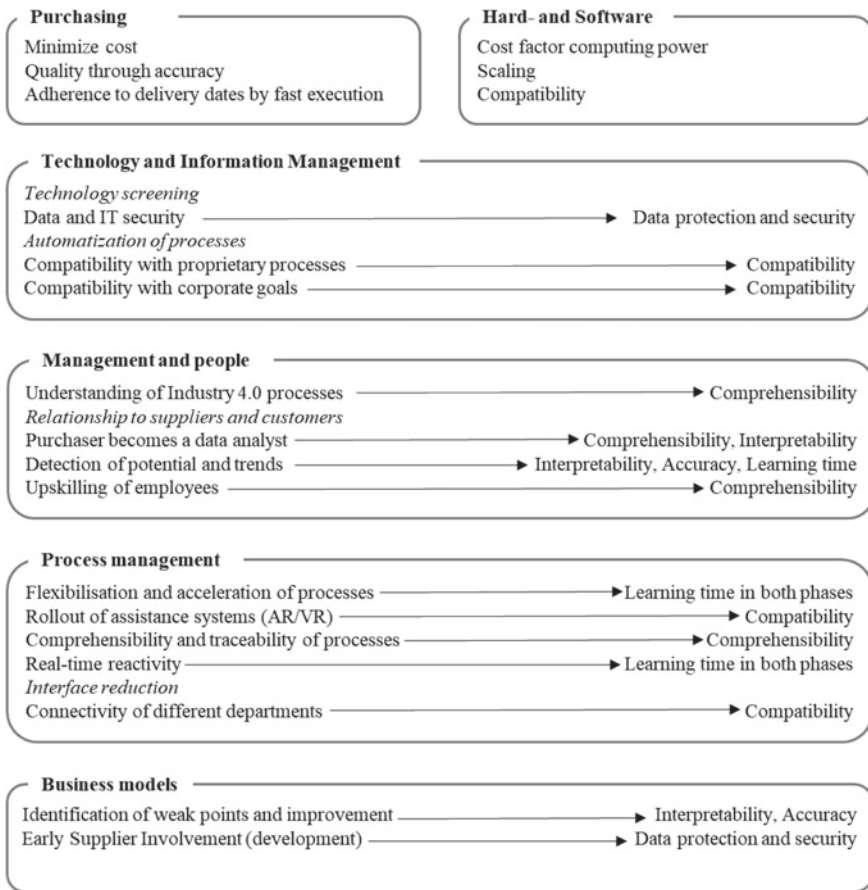 Purchasing
Minimize cost
Quality through accuracy
Adherence to delivery dates by fast execution
Hard- and Software
Cost factor computing power
Scaling
Compatibility
Technology and Information Management
Technology screening
Data and IT security Data protection and security
Automatization of processes
Compatibility with proprietary processes Compatibility
Compatibility with corporate goals Compatibility
Management and people
Understanding of Industry 4.0 processes Comprehensibility
Relationship to suppliers and customers
Purchaser becomes a data analyst Comprehensibility, Interpretability
Detection of potential and trends Interpretability, Accuracy, Learning time
Upskilling of employees Comprehensibility
Process management
Flexibilisation and acceleration of processes Learning time in both phases
Rollout of assistance systems (AR/VR) Compatibility
Comprehensibility and traceability of processes Comprehensibility
Real-time reactivity Learning time in both phases
Interface reduction
Connectivity of different departments Compatibility
Business models
Identification of weak points and improvement Interpretability, Accuracy
Early Supplier Involvement (development) Data protection and security